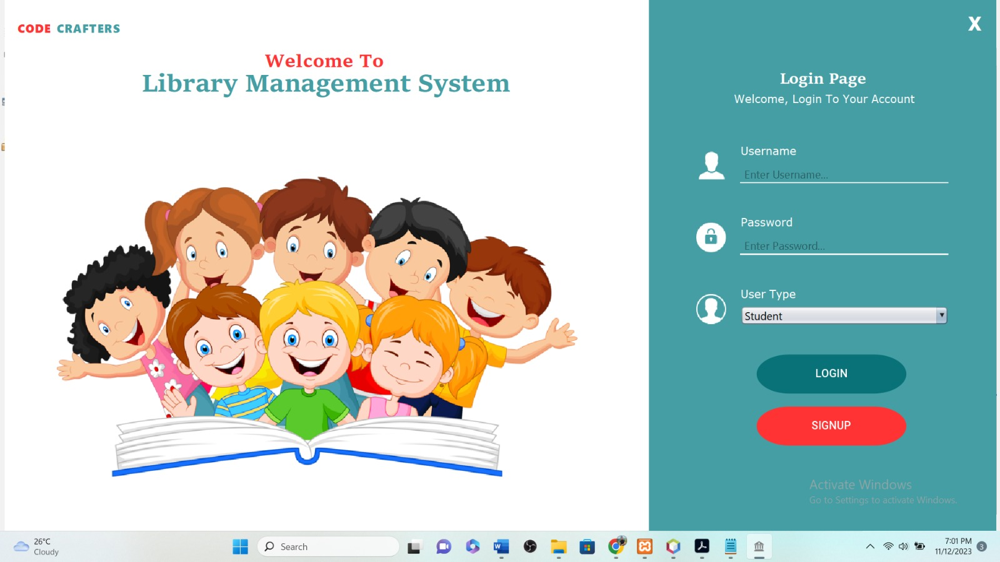 CODE CRAFTERS
X
Welcome To
Library Management System
Login Page
Welcome, Login To Your Account
Username
Enter Username...
Password
Enter Password...
User Type
Student
LOGIN
SIGNUP
Activate Windows
Go to Settings to activate Windows.
26°C
Cloudy
Search
W
7:01 PM
11/12/2023
3